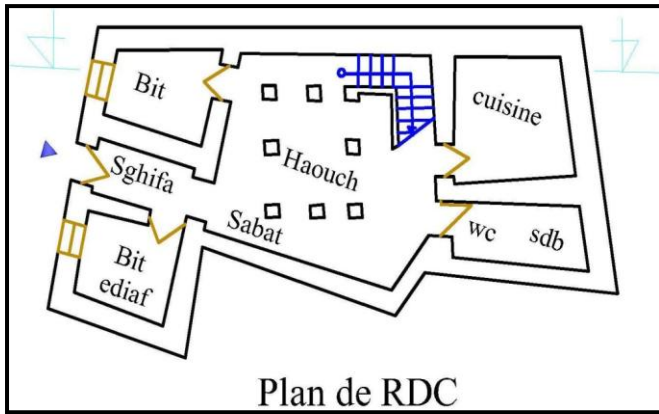 Bit
cuisine
Sghifa
Haouch
Sabat
wc sdb
Bit
ediaf
Plan de RDC